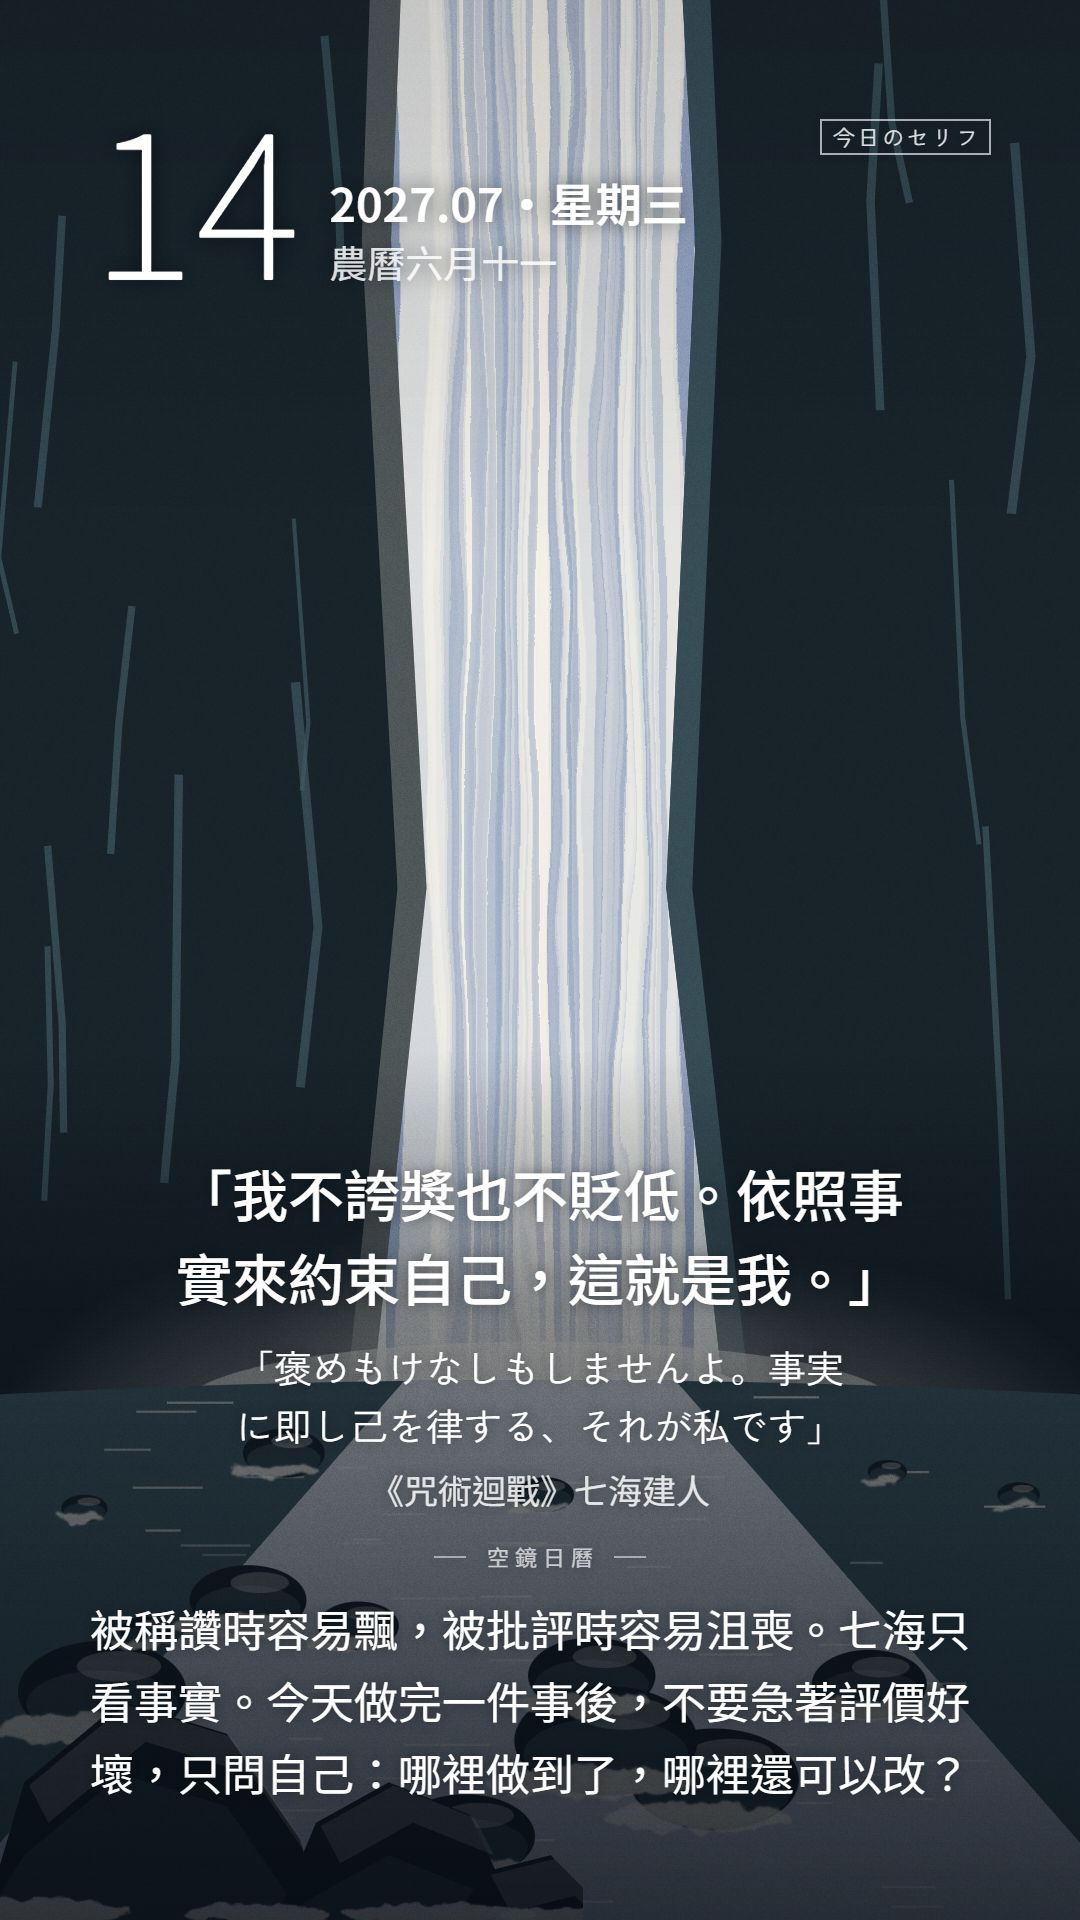 14
今日のセリフ
2027.07・星期三
農曆六月十一
「我不誇獎也不貶低。依照事
實來約束自己，這就是我。」
「褒めもけなしもしませんよ。事実
に即し己を律する、それが私です」
《咒術迴戰》七海建人
空鏡日曆
被稱讚時容易飄，被批評時容易沮喪。七海只
看事實。今天做完一件事後，不要急著評價好
壞，只問自己：哪裡做到了，哪裡還可以改？